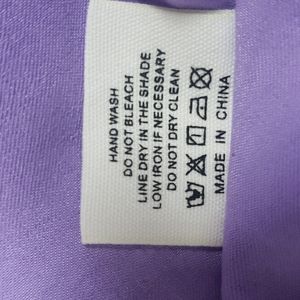 HAND WASH
DO NOT BLEACH
LINE DRY IN THE SHADE
LOW IRON IF NECESSARY
DO NOT DRY CLEAN
MADE IN CHINA